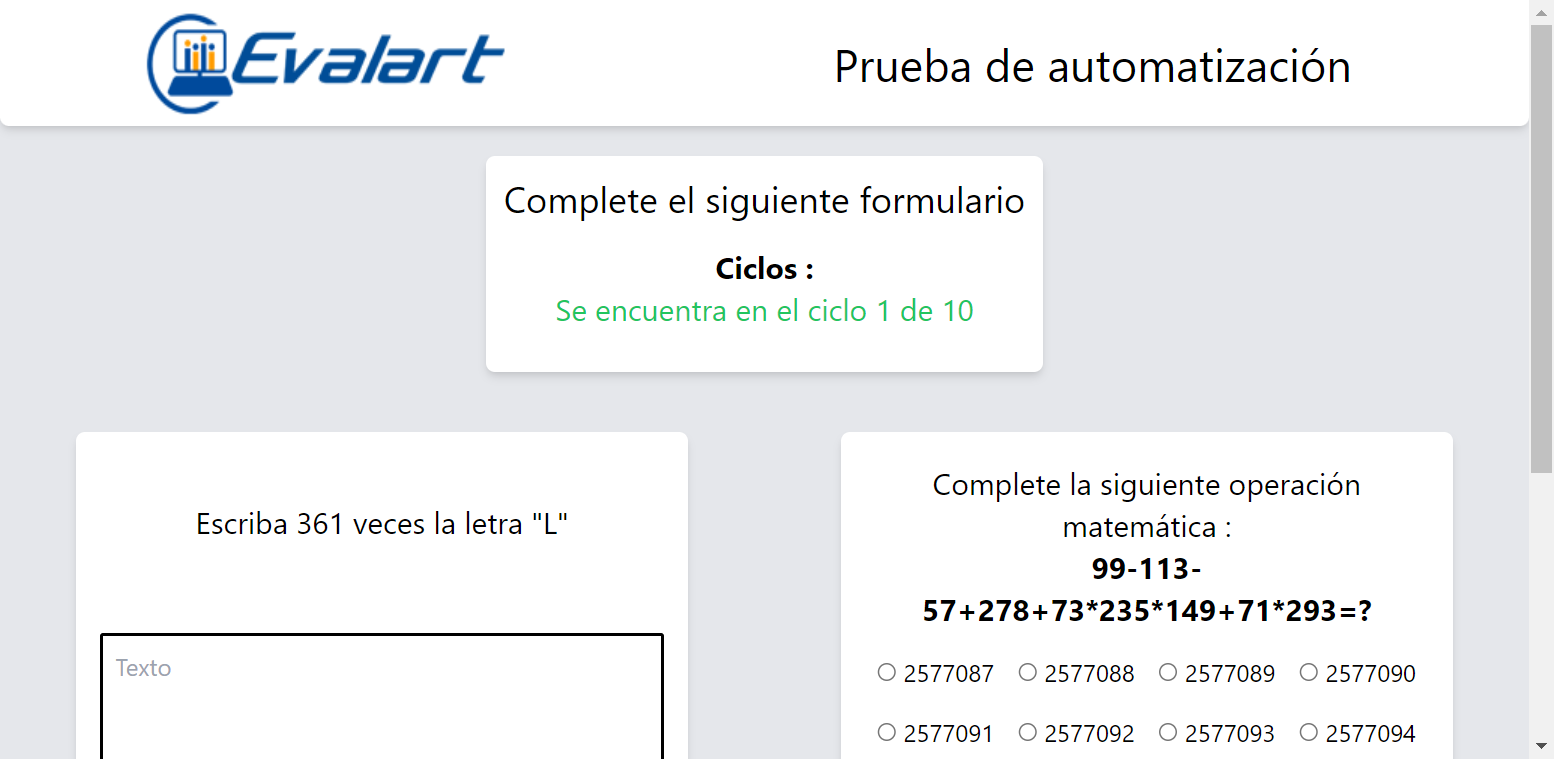 Evalart
Prueba de automatización
Complete el siguiente formulario
Ciclos :
Se encuentra en el ciclo 1 de 10
Escriba 361 veces la letra "L"
Texto
Complete la siguiente operación
matemática :
99-113-
57+278+73*235*149+71*293=?
2577087 2577088 2577089 2577090
2577091 2577092 2577093 2577094